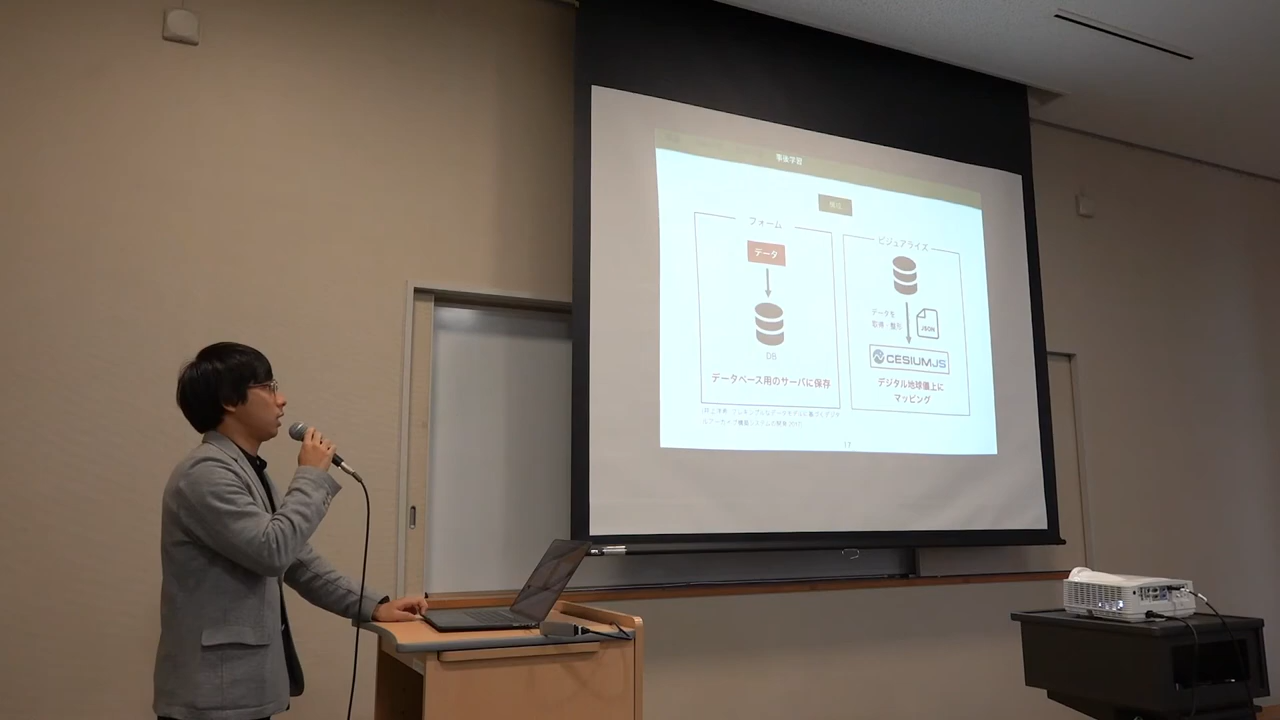 事後学習
フォーム
データ
DB
データベース用のサーバに保存
ビジュアライズ
データを
取得・整形
JSON
CESIUMJS
デジタル地球儀上に
マッピング
17